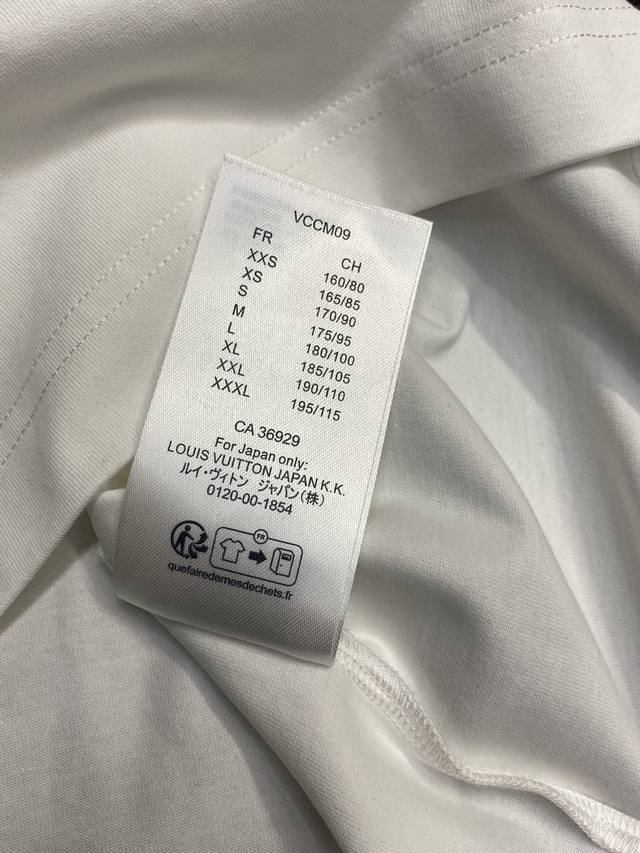 VCCM09
FR CH
XXS 160/80
XS 165/85
S 170/90
M 175/95
L 180/100
XL 185/105
XXL 190/110
XXXL 195/115
CA 36929
For Japan only:
LOUIS VUITTON JAPAN K.K.
ルイ・ヴィトン ジャパン(株)
0120-00-1854
FR
quefairedemesdechets.fr